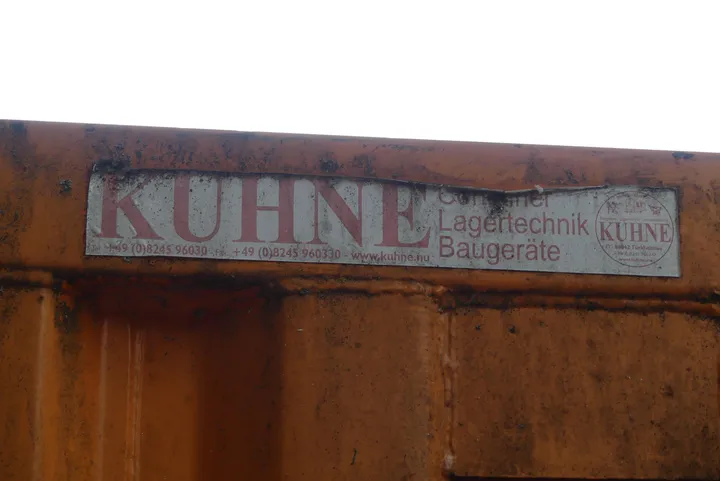 KUHNE
Container
Lagertechnik
Baugeräte
+49 (0)8245 96030 · +49 (0)8245 960330 · www.kuhne.nu
KUHNE